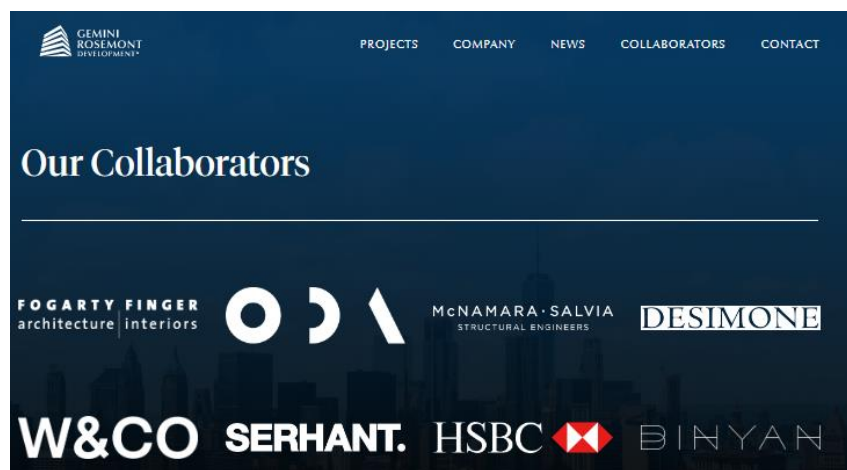 GEMINI
ROSEMONT
DEVELOPMENT
PROJECTS COMPANY NEWS COLLABORATORS CONTACT
Our Collaborators
FOGARTY FINGER
architecture|interiors
ODA
McNAMARA · SALVIA
STRUCTURAL ENGINEERS
DESIMONE
W&CO SERHANT. HSBC BINYAN